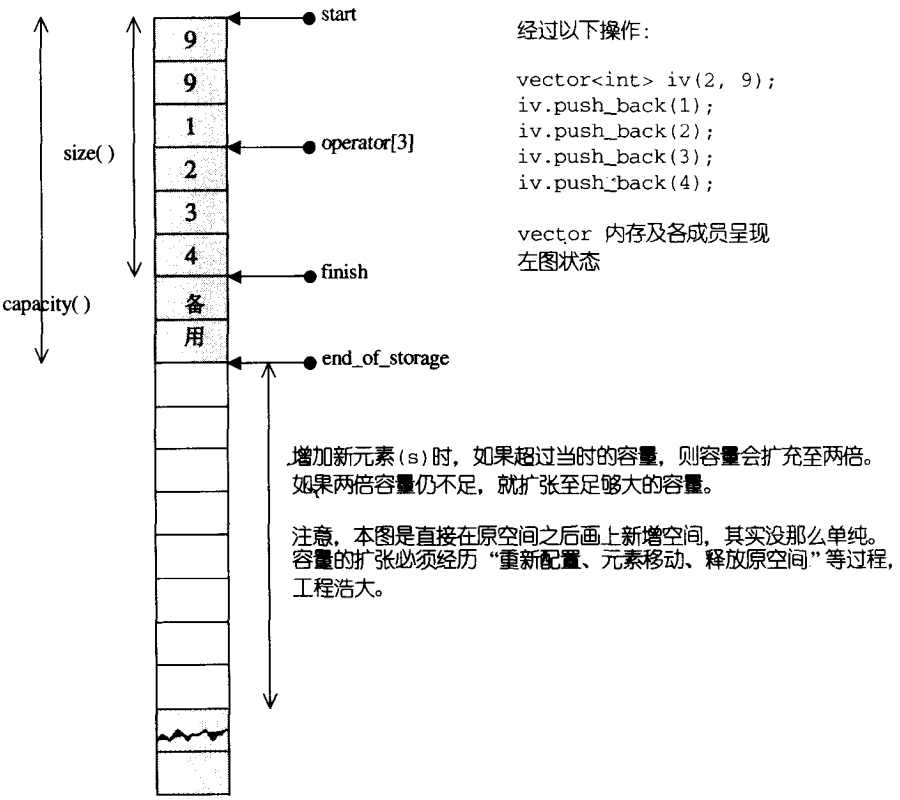 start
9
9
1
operator[3]
size( )
2
3
4
finish
capacity( )
备
用
end_of_storage
经过以下操作:
vector<int> iv(2, 9);
iv.push_back(1);
iv.push_back(2);
iv.push_back(3);
iv.push_back(4);
vector 内存及各成员呈现
左图状态
增加新元素(s)时，如果超过当时的容量，则容量会扩充至两倍。
如果两倍容量仍不足，就扩张至足够大的容量。
注意，本图是直接在原空间之后画上新增空间，其实没那么单纯。
容量的扩张必须经历“重新配置、元素移动、释放原空间”等过程，
工程浩大。